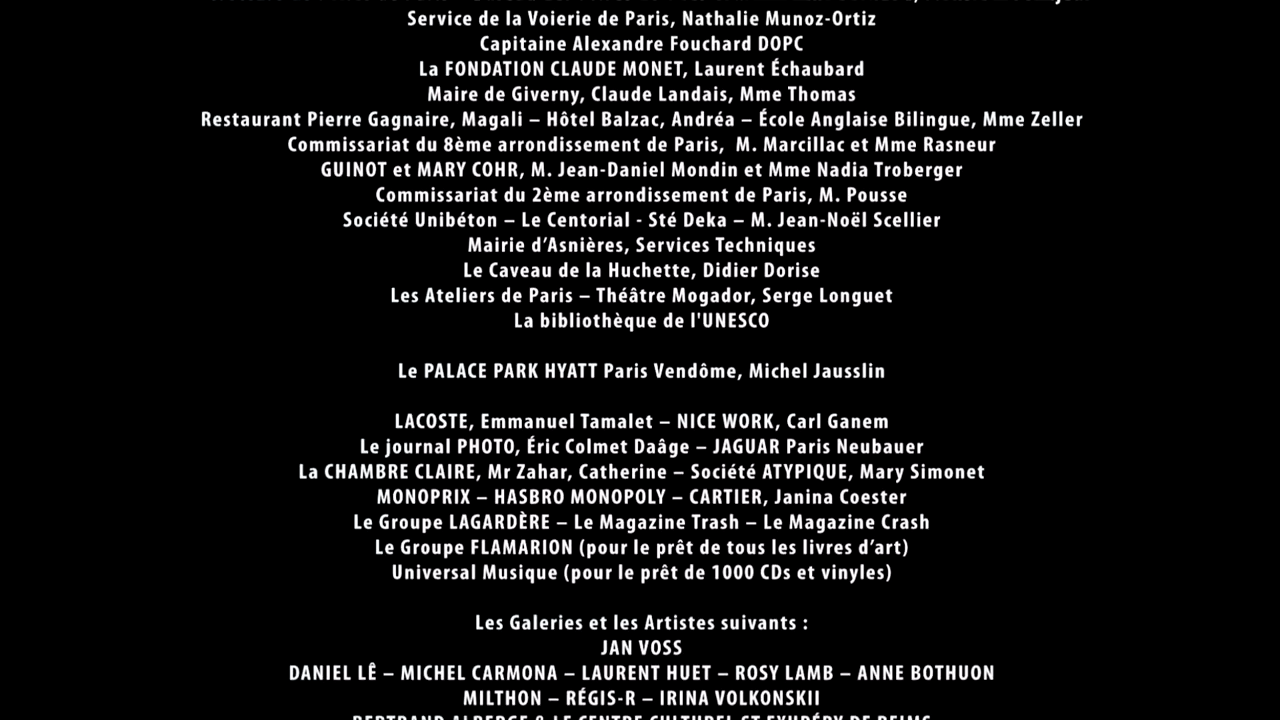 Service de la Voierie de Paris, Nathalie Munoz-Ortiz
Capitaine Alexandre Fouchard DOPC
La FONDATION CLAUDE MONET, Laurent Échaubard
Maire de Giverny, Claude Landais, Mme Thomas
Restaurant Pierre Gagnaire, Magali – Hôtel Balzac, Andréa – École Anglaise Bilingue, Mme Zeller
Commissariat du 8ème arrondissement de Paris,  M. Marcillac et Mme Rasneur
GUINOT et MARY COHR, M. Jean-Daniel Mondin et Mme Nadia Troberger
Commissariat du 2ème arrondissement de Paris, M. Pousse
Société Unibéton – Le Centorial - Sté Deka – M. Jean-Noël Scellier
Mairie d’Asnières, Services Techniques
Le Caveau de la Huchette, Didier Dorise
Les Ateliers de Paris – Théâtre Mogador, Serge Longuet
La bibliothèque de l'UNESCO
Le PALACE PARK HYATT Paris Vendôme, Michel Jausslin
LACOSTE, Emmanuel Tamalet – NICE WORK, Carl Ganem
Le journal PHOTO, Éric Colmet Daâge – JAGUAR Paris Neubauer
La CHAMBRE CLAIRE, Mr Zahar, Catherine – Société ATYPIQUE, Mary Simonet
MONOPRIX – HASBRO MONOPOLY – CARTIER, Janina Coester
Le Groupe LAGARDÈRE – Le Magazine Trash – Le Magazine Crash
Le Groupe FLAMARION (pour le prêt de tous les livres d’art)
Universal Musique (pour le prêt de 1000 CDs et vinyles)
Les Galeries et les Artistes suivants :
JAN VOSS
DANIEL LÊ – MICHEL CARMONA – LAURENT HUET – ROSY LAMB – ANNE BOTHUON
MILTHON – RÉGIS-R – IRINA VOLKONSKII
BERTRAND ALBERGE & LE CENTRE CULTUREL ST EXUPÉRY DE REIMS